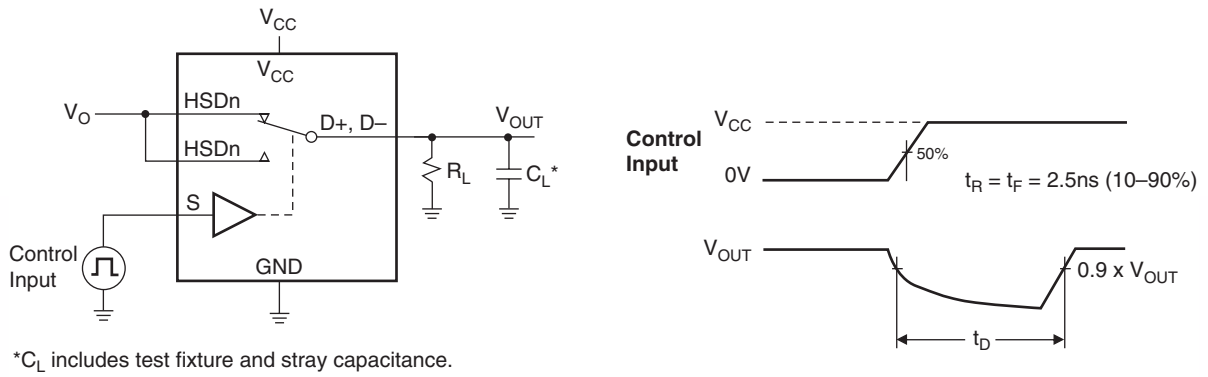 V_CC
V_CC
V_O
HSDn
D+, D–
V_OUT
HSDn
R_L
C_L*
S
Control
Input
GND
*C_L includes test fixture and stray capacitance.
Control
Input
V_CC
50%
0V
t_R = t_F = 2.5ns (10–90%)
V_OUT
0.9 x V_OUT
t_D